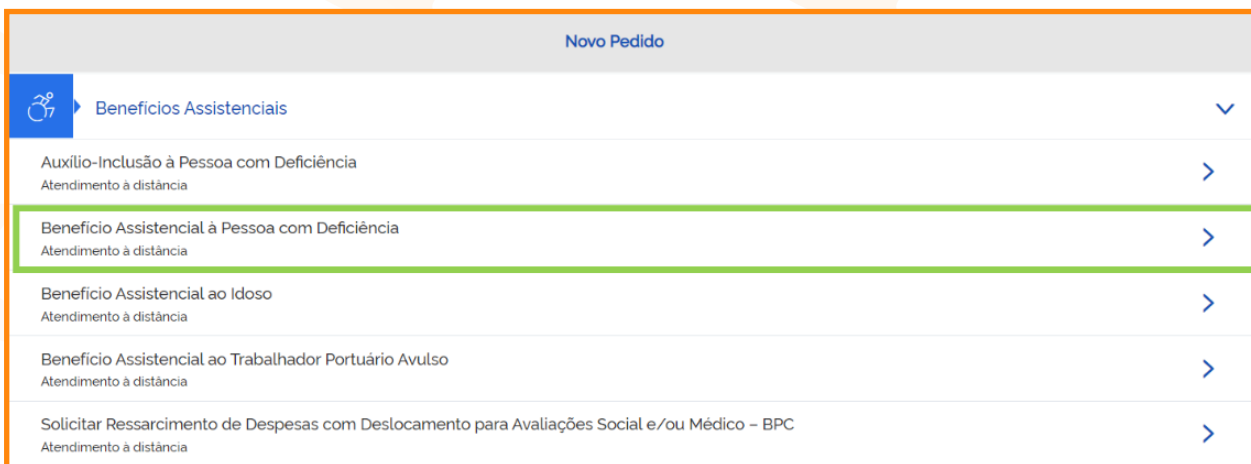 Novo Pedido
Benefícios Assistenciais
Auxílio-Inclusão à Pessoa com Deficiência
Atendimento à distância
Benefício Assistencial à Pessoa com Deficiência
Atendimento à distância
Benefício Assistencial ao Idoso
Atendimento à distância
Benefício Assistencial ao Trabalhador Portuário Avulso
Atendimento à distância
Solicitar Ressarcimento de Despesas com Deslocamento para Avaliações Social e/ou Médico – BPC
Atendimento à distância